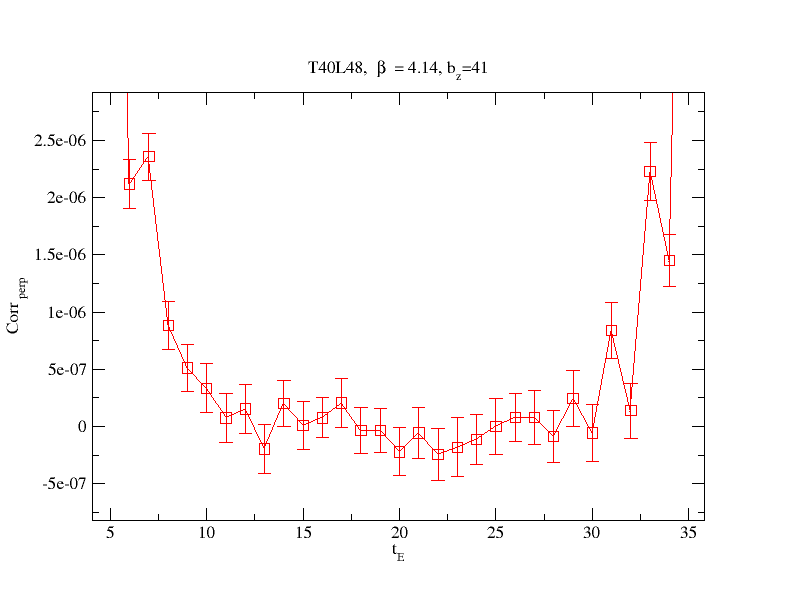 T40L48, β = 4.14, b_z=41
2.5e-06
2e-06
1.5e-06
1e-06
5e-07
0
-5e-07
Corr_perp
5 10 15 20 25 30 35
t_E